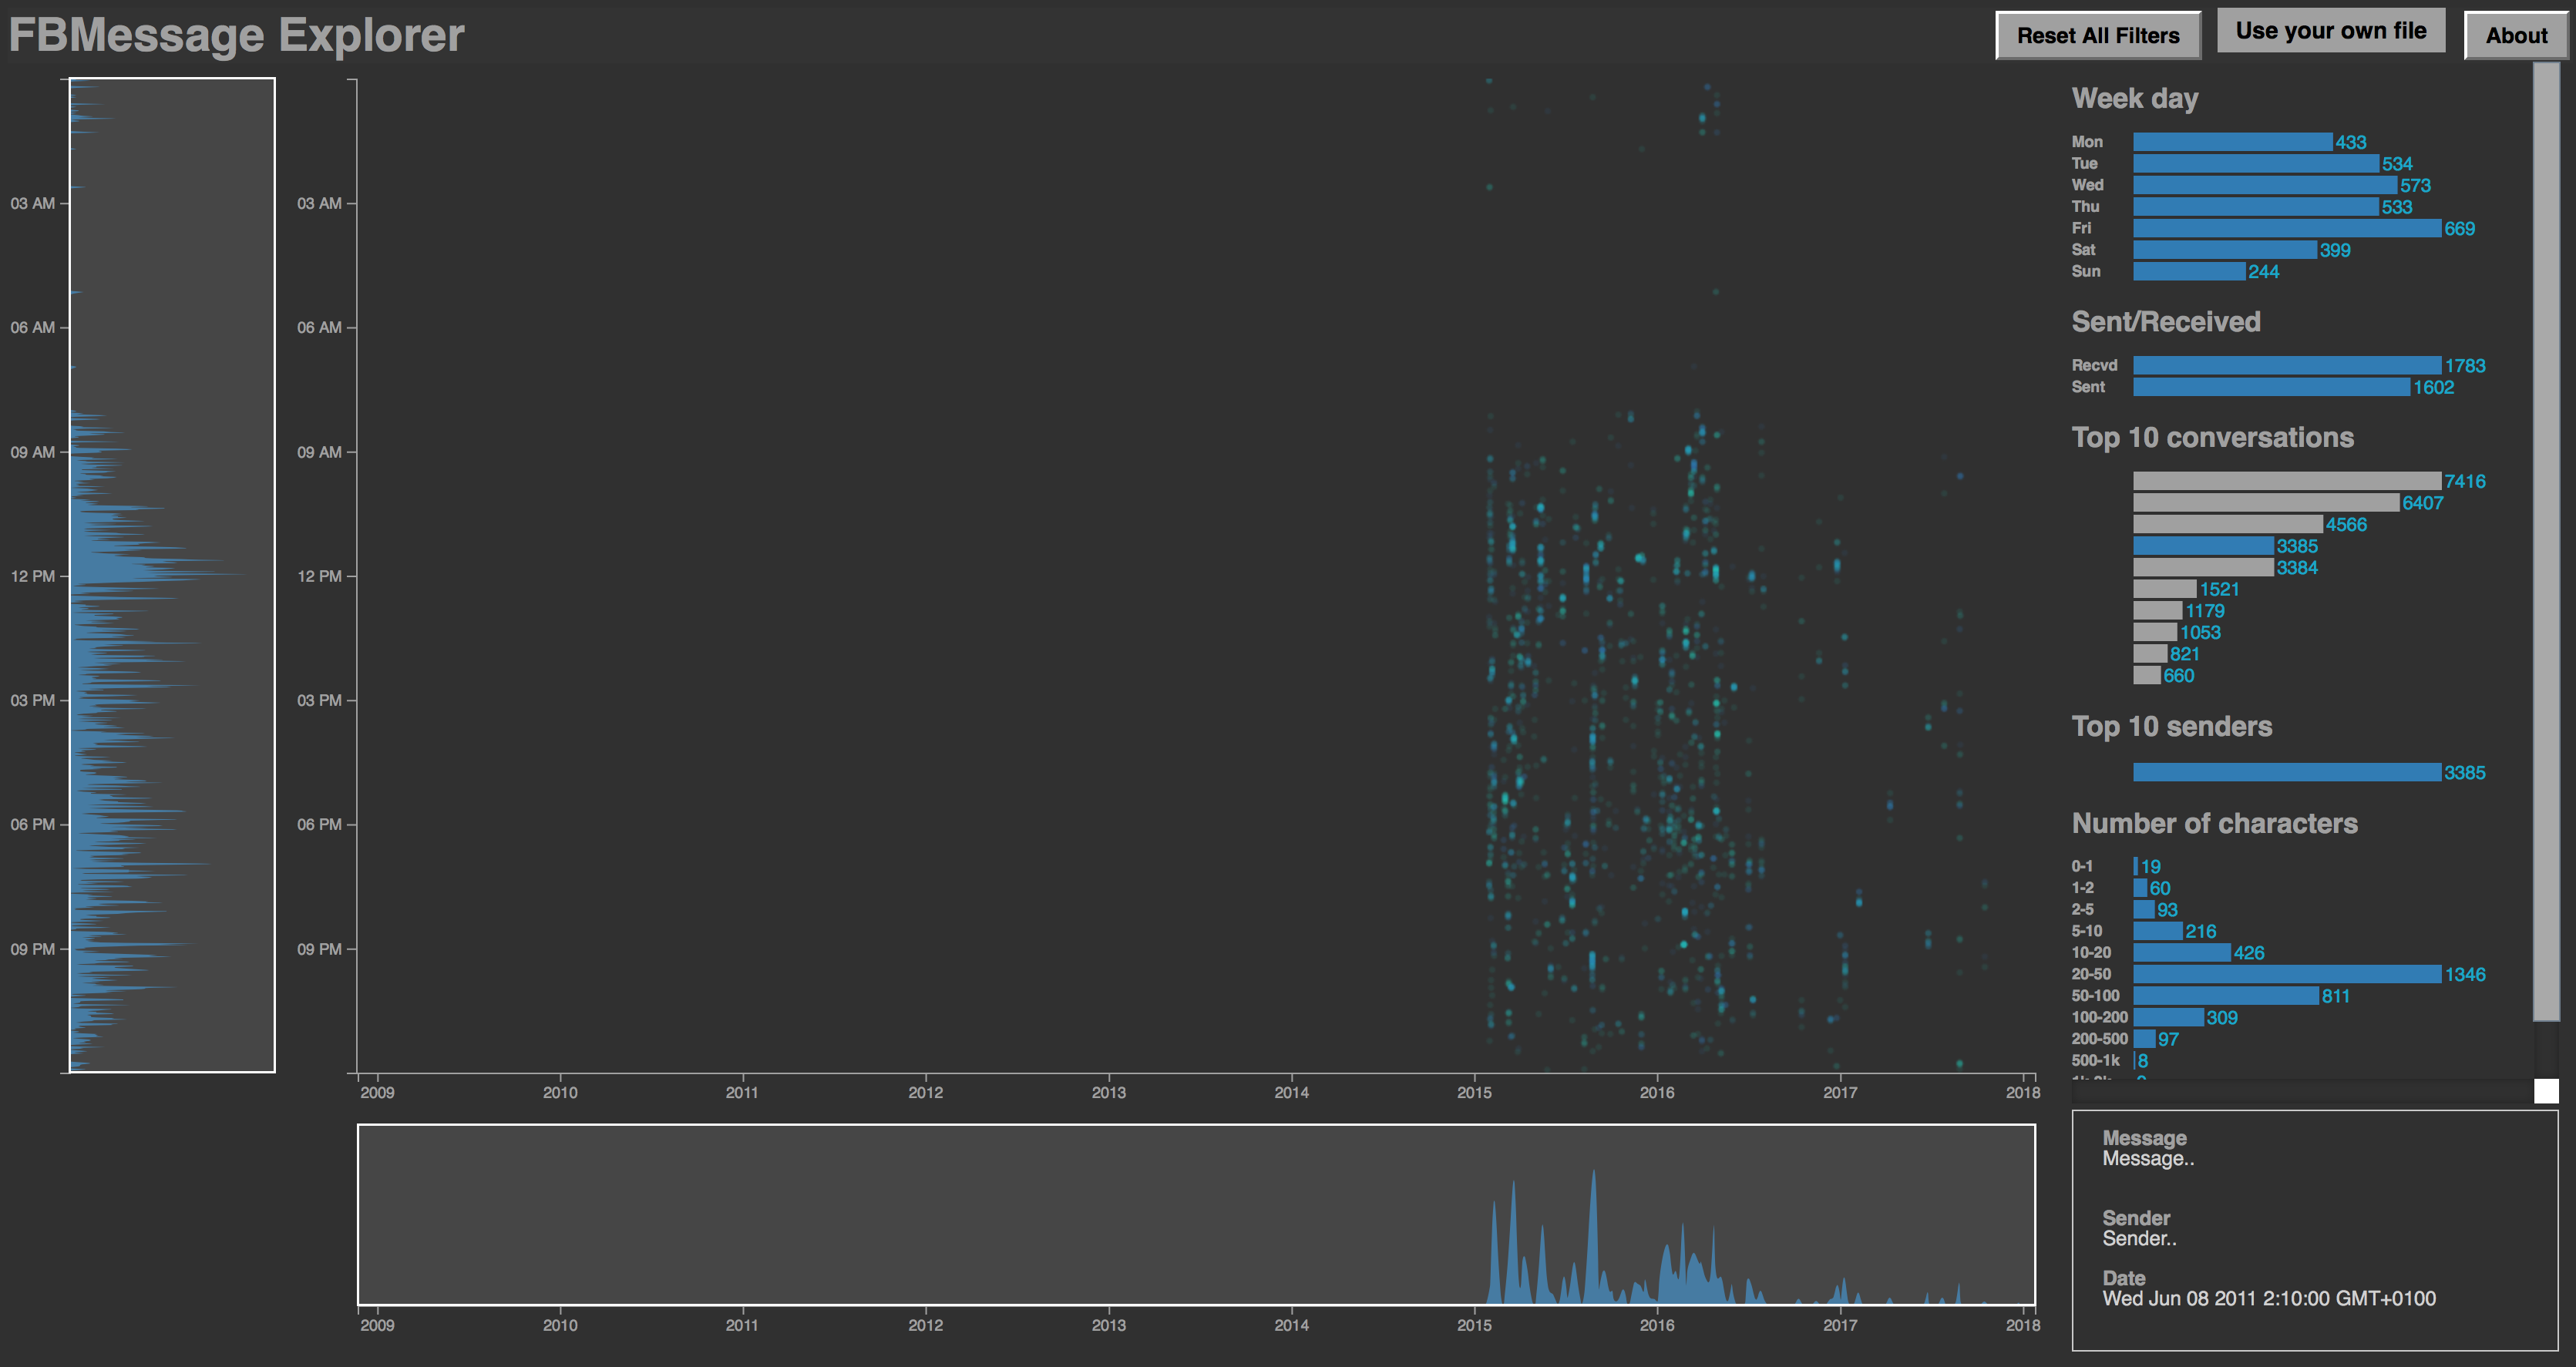 FBMessage Explorer
Reset All Filters
Use your own file
About
03 AM
06 AM
09 AM
12 PM
03 PM
06 PM
09 PM
03 AM
06 AM
09 AM
12 PM
03 PM
06 PM
09 PM
2009 2010 2011 2012 2013 2014 2015 2016 2017 2018
2009 2010 2011 2012 2013 2014 2015 2016 2017 2018
Week day
Mon 433
Tue 534
Wed 573
Thu 533
Fri 669
Sat 399
Sun 244
Sent/Received
Recvd 1783
Sent 1602
Top 10 conversations
7416
6407
4566
3385
3384
1521
1179
1053
821
660
Top 10 senders
3385
Number of characters
0-1 19
1-2 60
2-5 93
5-10 216
10-20 426
20-50 1346
50-100 811
100-200 309
200-500 97
500-1k 8
Message
Message..
Sender
Sender..
Date
Wed Jun 08 2011 2:10:00 GMT+0100